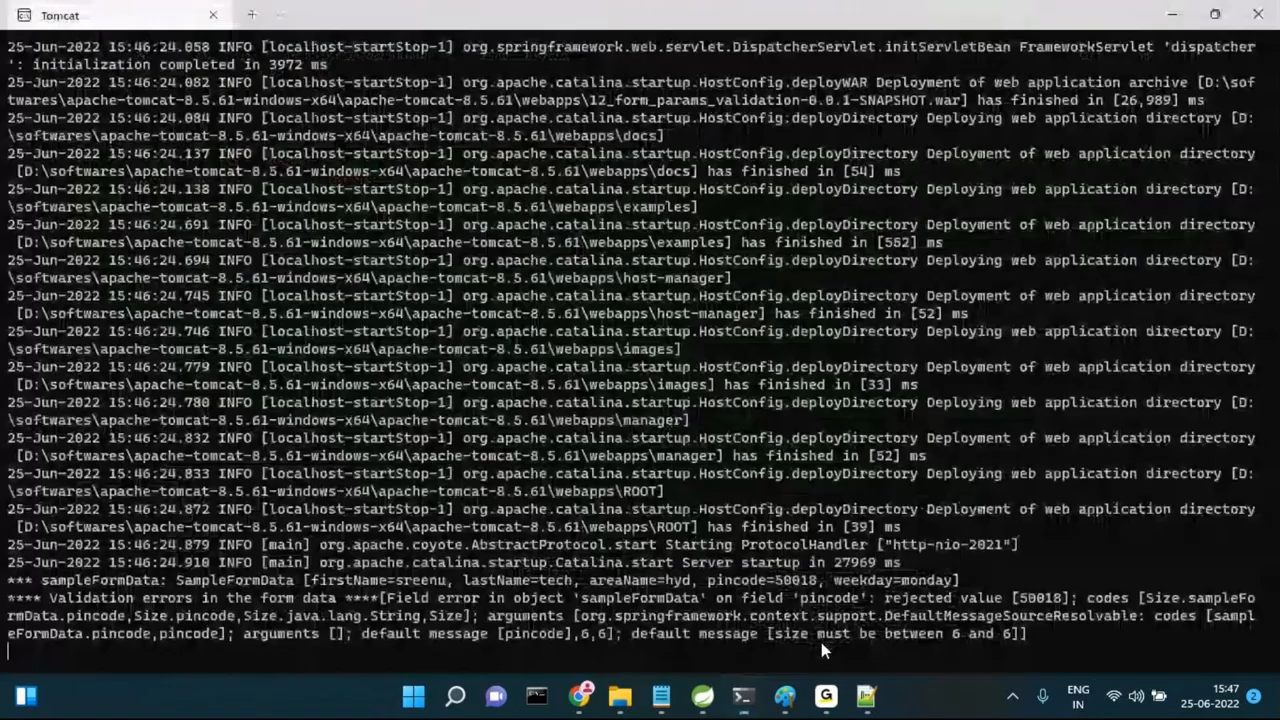 Tomcat
25-Jun-2022 15:46:24.058 INFO [localhost-startStop-1] org.springframework.web.servlet.DispatcherServlet.initServletBean FrameworkServlet 'dispatcher
': initialization completed in 3972 ms
25-Jun-2022 15:46:24.082 INFO [localhost-startStop-1] org.apache.catalina.startup.HostConfig.deployWAR Deployment of web application archive [D:\sof
twares\apache-tomcat-8.5.61-windows-x64\apache-tomcat-8.5.61\webapps\12_form_params_validation-0.0.1-SNAPSHOT.war] has finished in [26,989] ms
25-Jun-2022 15:46:24.084 INFO [localhost-startStop-1] org.apache.catalina.startup.HostConfig.deployDirectory Deploying web application directory [D:
\softwares\apache-tomcat-8.5.61-windows-x64\apache-tomcat-8.5.61\webapps\docs]
25-Jun-2022 15:46:24.137 INFO [localhost-startStop-1] org.apache.catalina.startup.HostConfig.deployDirectory Deployment of web application directory
[D:\softwares\apache-tomcat-8.5.61-windows-x64\apache-tomcat-8.5.61\webapps\docs] has finished in [54] ms
25-Jun-2022 15:46:24.138 INFO [localhost-startStop-1] org.apache.catalina.startup.HostConfig.deployDirectory Deploying web application directory [D:
\softwares\apache-tomcat-8.5.61-windows-x64\apache-tomcat-8.5.61\webapps\examples]
25-Jun-2022 15:46:24.691 INFO [localhost-startStop-1] org.apache.catalina.startup.HostConfig.deployDirectory Deployment of web application directory
[D:\softwares\apache-tomcat-8.5.61-windows-x64\apache-tomcat-8.5.61\webapps\examples] has finished in [552] ms
25-Jun-2022 15:46:24.694 INFO [localhost-startStop-1] org.apache.catalina.startup.HostConfig.deployDirectory Deploying web application directory [D:
\softwares\apache-tomcat-8.5.61-windows-x64\apache-tomcat-8.5.61\webapps\host-manager]
25-Jun-2022 15:46:24.745 INFO [localhost-startStop-1] org.apache.catalina.startup.HostConfig.deployDirectory Deployment of web application directory
[D:\softwares\apache-tomcat-8.5.61-windows-x64\apache-tomcat-8.5.61\webapps\host-manager] has finished in [52] ms
25-Jun-2022 15:46:24.746 INFO [localhost-startStop-1] org.apache.catalina.startup.HostConfig.deployDirectory Deploying web application directory [D:
\softwares\apache-tomcat-8.5.61-windows-x64\apache-tomcat-8.5.61\webapps\images]
25-Jun-2022 15:46:24.779 INFO [localhost-startStop-1] org.apache.catalina.startup.HostConfig.deployDirectory Deployment of web application directory
[D:\softwares\apache-tomcat-8.5.61-windows-x64\apache-tomcat-8.5.61\webapps\images] has finished in [33] ms
25-Jun-2022 15:46:24.780 INFO [localhost-startStop-1] org.apache.catalina.startup.HostConfig.deployDirectory Deploying web application directory [D:
\softwares\apache-tomcat-8.5.61-windows-x64\apache-tomcat-8.5.61\webapps\manager]
25-Jun-2022 15:46:24.832 INFO [localhost-startStop-1] org.apache.catalina.startup.HostConfig.deployDirectory Deployment of web application directory
[D:\softwares\apache-tomcat-8.5.61-windows-x64\apache-tomcat-8.5.61\webapps\manager] has finished in [52] ms
25-Jun-2022 15:46:24.833 INFO [localhost-startStop-1] org.apache.catalina.startup.HostConfig.deployDirectory Deploying web application directory [D:
\softwares\apache-tomcat-8.5.61-windows-x64\apache-tomcat-8.5.61\webapps\ROOT]
25-Jun-2022 15:46:24.872 INFO [localhost-startStop-1] org.apache.catalina.startup.HostConfig.deployDirectory Deployment of web application directory
[D:\softwares\apache-tomcat-8.5.61-windows-x64\apache-tomcat-8.5.61\webapps\ROOT] has finished in [39] ms
25-Jun-2022 15:46:24.879 INFO [main] org.apache.coyote.AbstractProtocol.start Starting ProtocolHandler ["http-nio-2021"]
25-Jun-2022 15:46:24.910 INFO [main] org.apache.catalina.startup.Catalina.start Server startup in 27969 ms
*** sampleFormData: SampleFormData [firstName=sreenu, lastName=tech, areaName=hyd, pincode=50018, weekday=monday]
**** Validation errors in the form data ****[Field error in object 'sampleFormData' on field 'pincode': rejected value [50018]; codes [Size.sampleFo
rmData.pincode,Size.pincode,Size.java.lang.String,Size]; arguments [org.springframework.context.support.DefaultMessageSourceResolvable: codes [sampl
eFormData.pincode,pincode]; arguments []; default message [pincode],6,6]; default message [size must be between 6 and 6]]
ENG
IN
15:47
25-06-2022
2